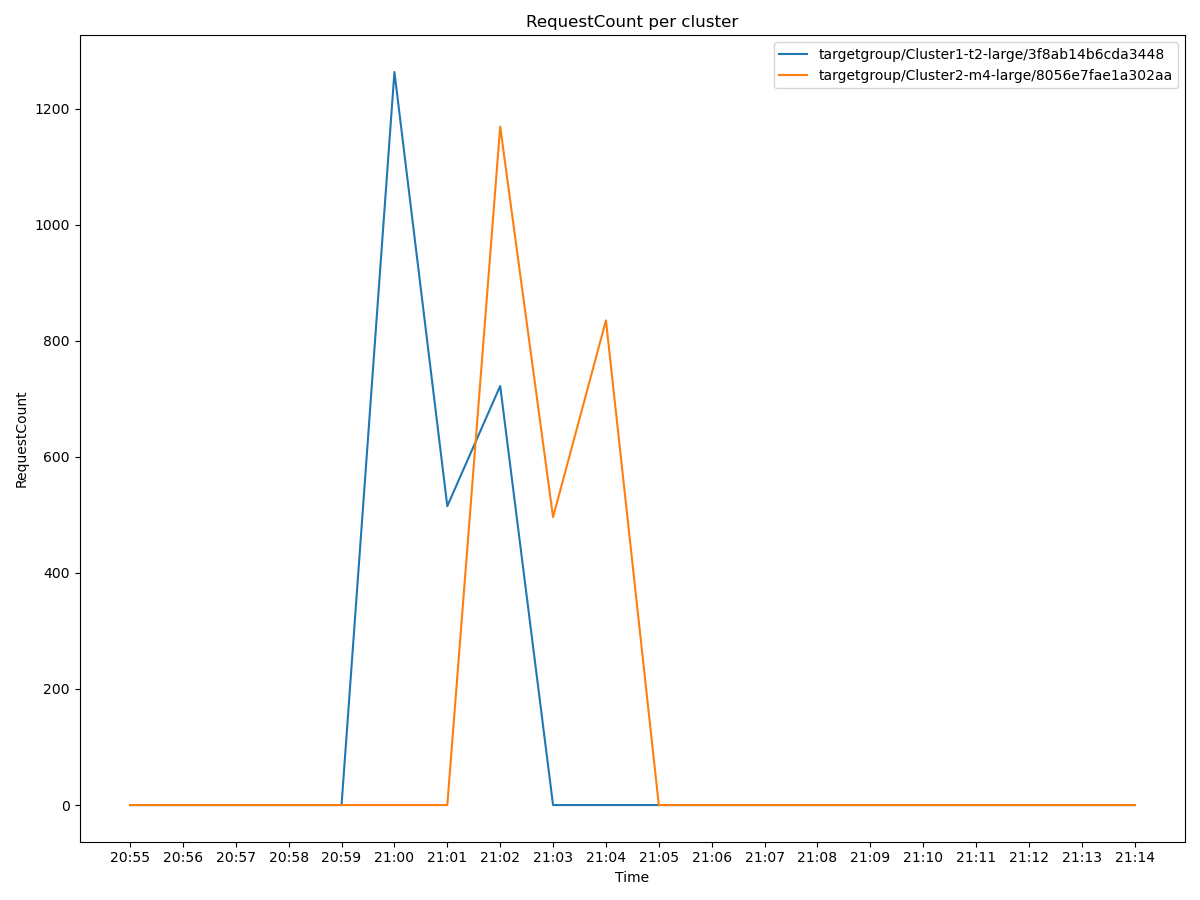 RequestCount per cluster
targetgroup/Cluster1-t2-large/3f8ab14b6cda3448
targetgroup/Cluster2-m4-large/8056e7fae1a302aa
1200
1000
800
600
400
200
0
RequestCount
20:55 20:56 20:57 20:58 20:59 21:00 21:01 21:02 21:03 21:04 21:05 21:06 21:07 21:08 21:09 21:10 21:11 21:12 21:13 21:14
Time